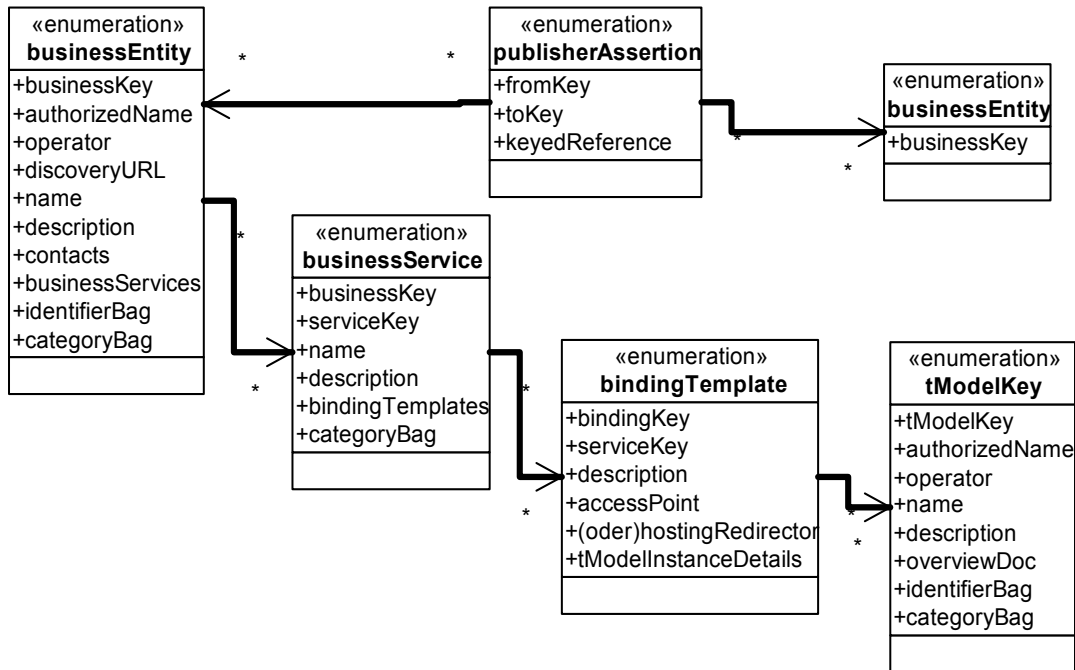 «enumeration»
businessEntity
+businessKey
+authorizedName
+operator
+discoveryURL
+name
+description
+contacts
+businessServices
+identifierBag
+categoryBag
*
*
«enumeration»
publisherAssertion
+fromKey
+toKey
+keyedReference
*
*
«enumeration»
businessEntity
+businessKey
*
*
«enumeration»
businessService
+businessKey
+serviceKey
+name
+description
+bindingTemplates
+categoryBag
*
*
«enumeration»
bindingTemplate
+bindingKey
+serviceKey
+description
+accessPoint
+(oder)hostingRedirector
+tModelInstanceDetails
*
*
«enumeration»
tModelKey
+tModelKey
+authorizedName
+operator
+name
+description
+overviewDoc
+identifierBag
+categoryBag